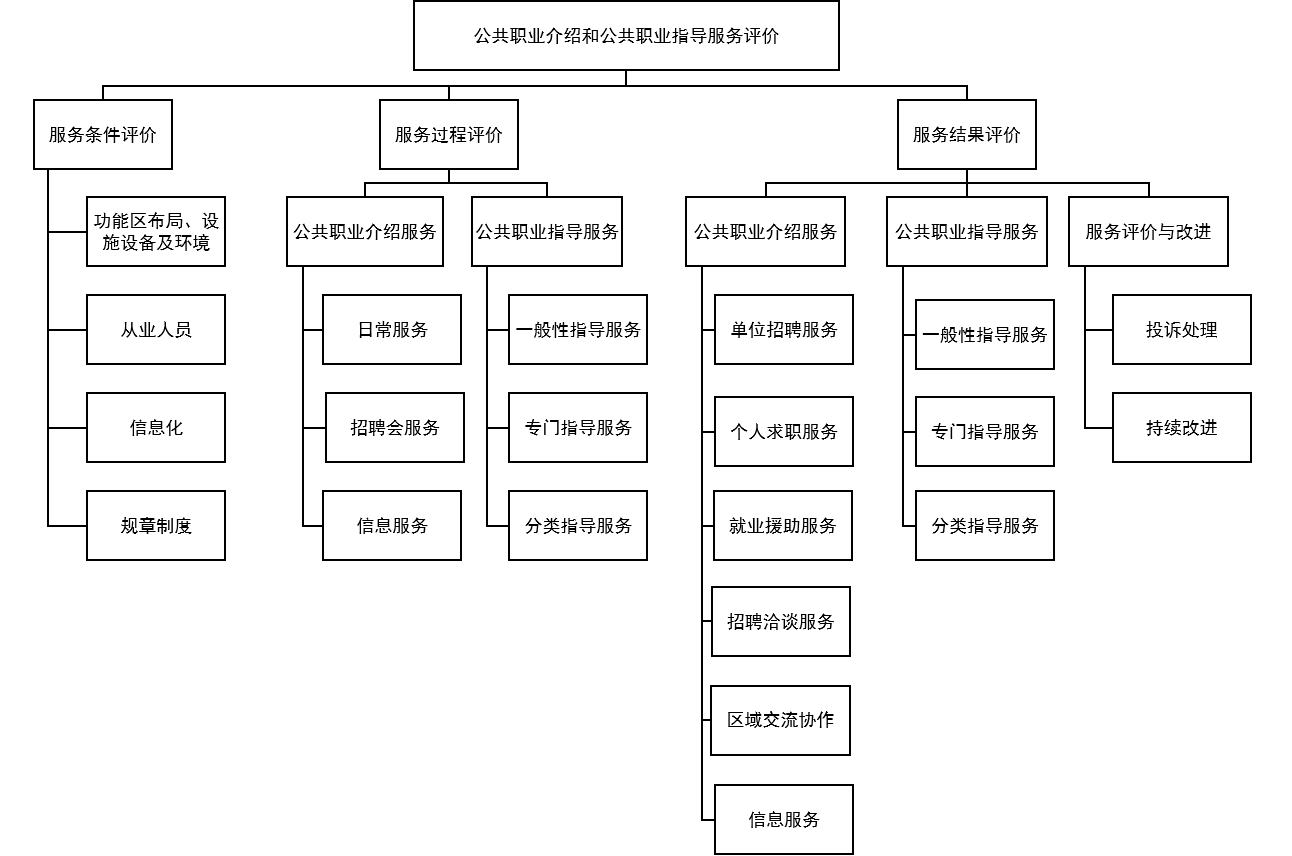 公共职业介绍和公共职业指导服务评价
服务条件评价
服务过程评价
服务结果评价
功能区布局、设
施设备及环境
从业人员
信息化
规章制度
公共职业介绍服务
日常服务
招聘会服务
信息服务
公共职业指导服务
一般性指导服务
专门指导服务
分类指导服务
公共职业介绍服务
单位招聘服务
个人求职服务
就业援助服务
招聘洽谈服务
区域交流协作
信息服务
公共职业指导服务
一般性指导服务
专门指导服务
分类指导服务
服务评价与改进
投诉处理
持续改进